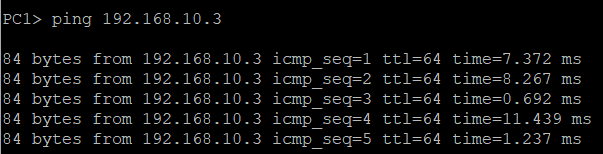 PC1> ping 192.168.10.3
84 bytes from 192.168.10.3 icmp_seq=1 ttl=64 time=7.372 ms
84 bytes from 192.168.10.3 icmp_seq=2 ttl=64 time=8.267 ms
84 bytes from 192.168.10.3 icmp_seq=3 ttl=64 time=0.692 ms
84 bytes from 192.168.10.3 icmp_seq=4 ttl=64 time=11.439 ms
84 bytes from 192.168.10.3 icmp_seq=5 ttl=64 time=1.237 ms